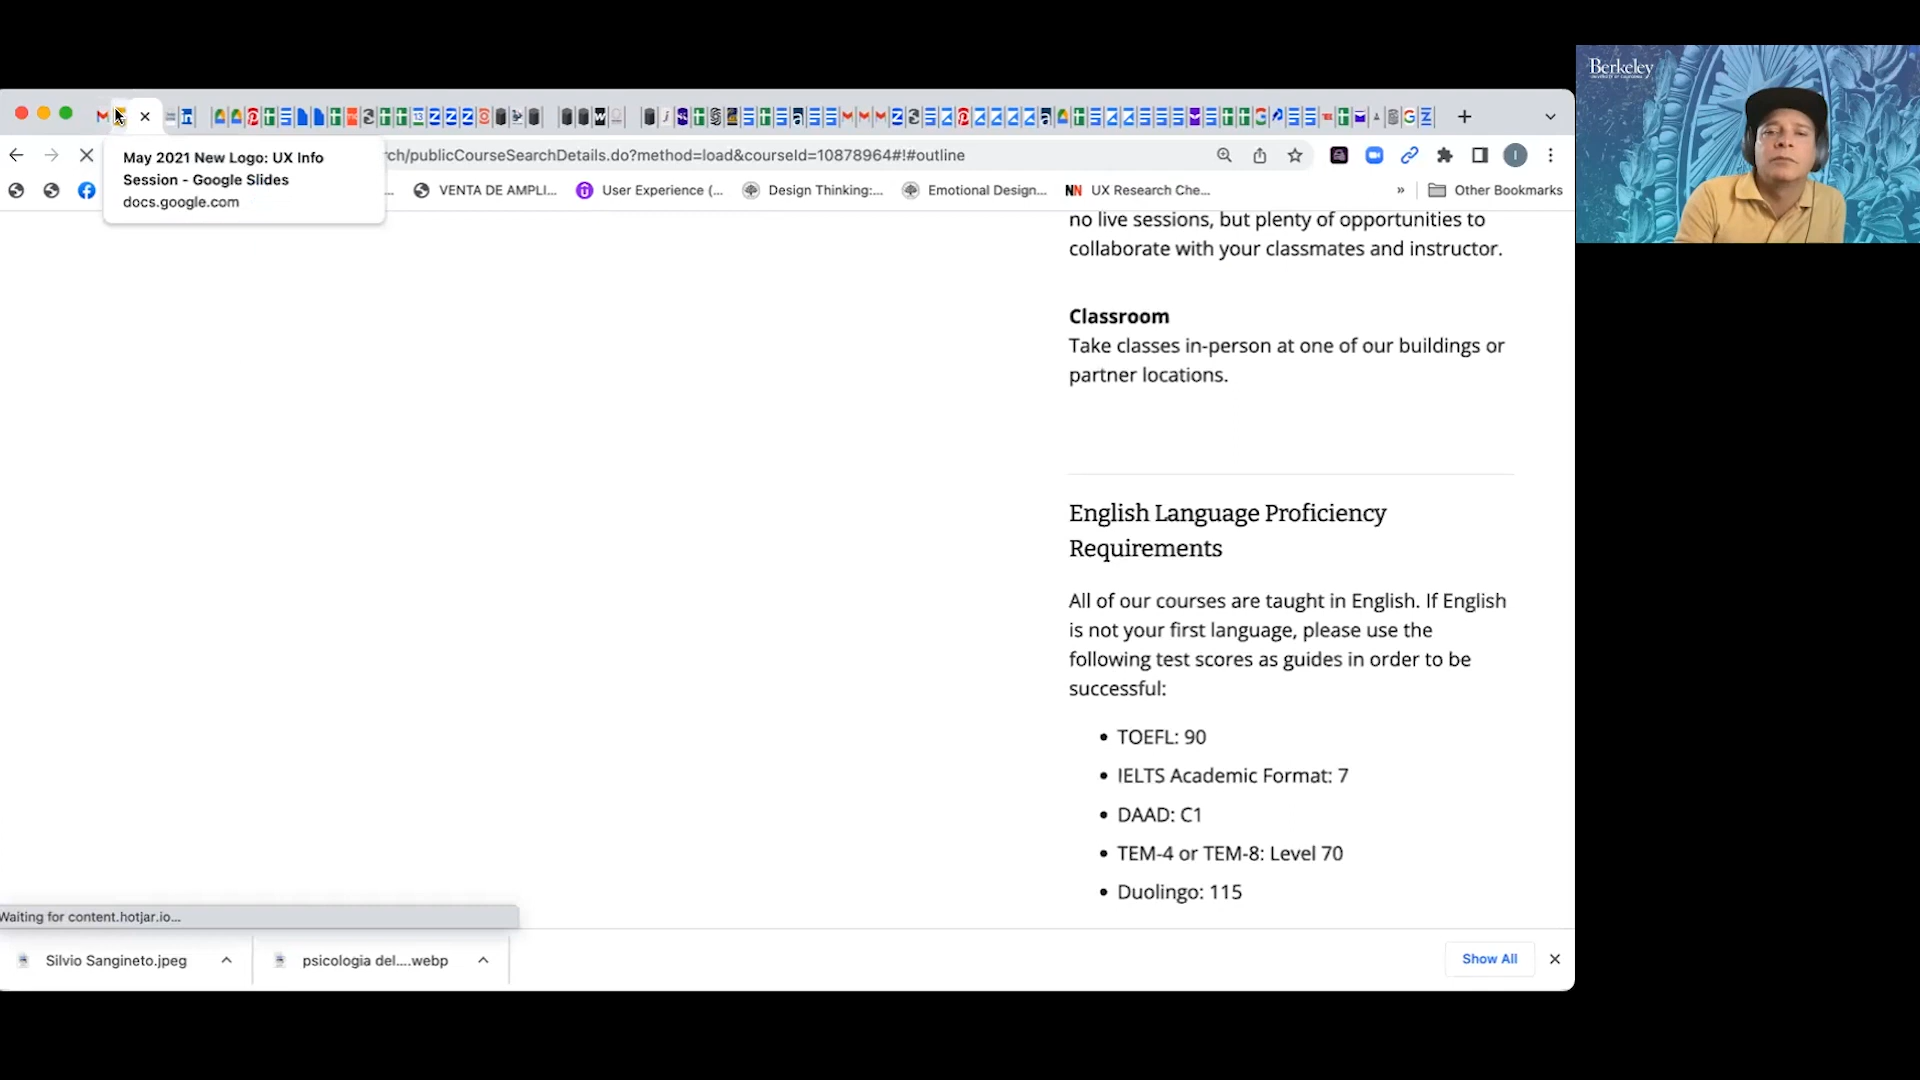 May 2021 New Logo: UX Info
Session - Google Slides
docs.google.com
rch/publicCourseSearchDetails.do?method=load&courseId=10878964#!#outline
VENTA DE AMPLI...
User Experience (...
Design Thinking:...
Emotional Design...
NN UX Research Che...
» Other Bookmarks
Berkeley
no live sessions, but plenty of opportunities to
collaborate with your classmates and instructor.
Classroom
Take classes in-person at one of our buildings or
partner locations.
English Language Proficiency
Requirements
All of our courses are taught in English. If English
is not your first language, please use the
following test scores as guides in order to be
successful:
• TOEFL: 90
• IELTS Academic Format: 7
• DAAD: C1
• TEM-4 or TEM-8: Level 70
• Duolingo: 115
Waiting for content.hotjar.io...
Silvio Sangineto.jpeg
psicologia del....webp
Show All